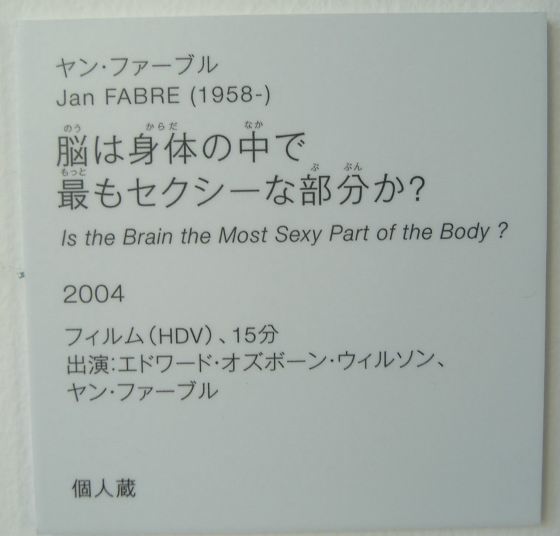 ヤン・ファーブル
Jan FABRE (1958-)
のう からだ なか
脳は身体の中で
もっと ぶ ぶん
最もセクシーな部分か?
Is the Brain the Most Sexy Part of the Body ?
2004
フィルム(HDV)、15分
出演:エドワード・オズボーン・ウィルソン、
ヤン・ファーブル
個人蔵